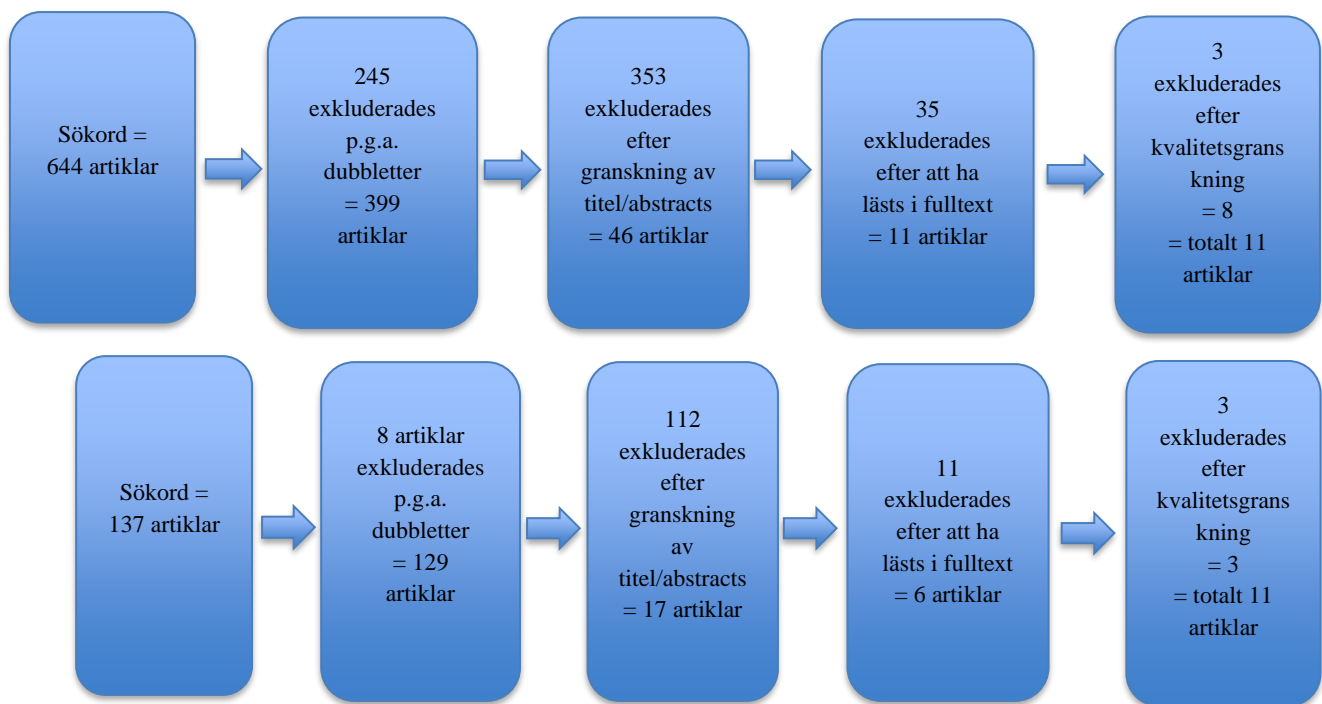 Sökord =
644 artiklar
245
exkluderades
p.g.a.
dubbletter
= 399
artiklar
353
exkluderades
efter
granskning av
titel/abstracts
= 46 artiklar
35
exkluderades
efter att ha
lästs i fulltext
= 11 artiklar
3
exkluderades
efter
kvalitetsgrans
kning
= 8
= totalt 11
artiklar
Sökord =
137 artiklar
8 artiklar
exkluderades
p.g.a.
dubbletter
= 129
artiklar
112
exkluderades
efter
granskning
av
titel/abstracts
= 17 artiklar
11
exkluderades
efter att ha
lästs i fulltext
= 6 artiklar
3
exkluderades
efter
kvalitetsgrans
kning
= 3
= totalt 11
artiklar